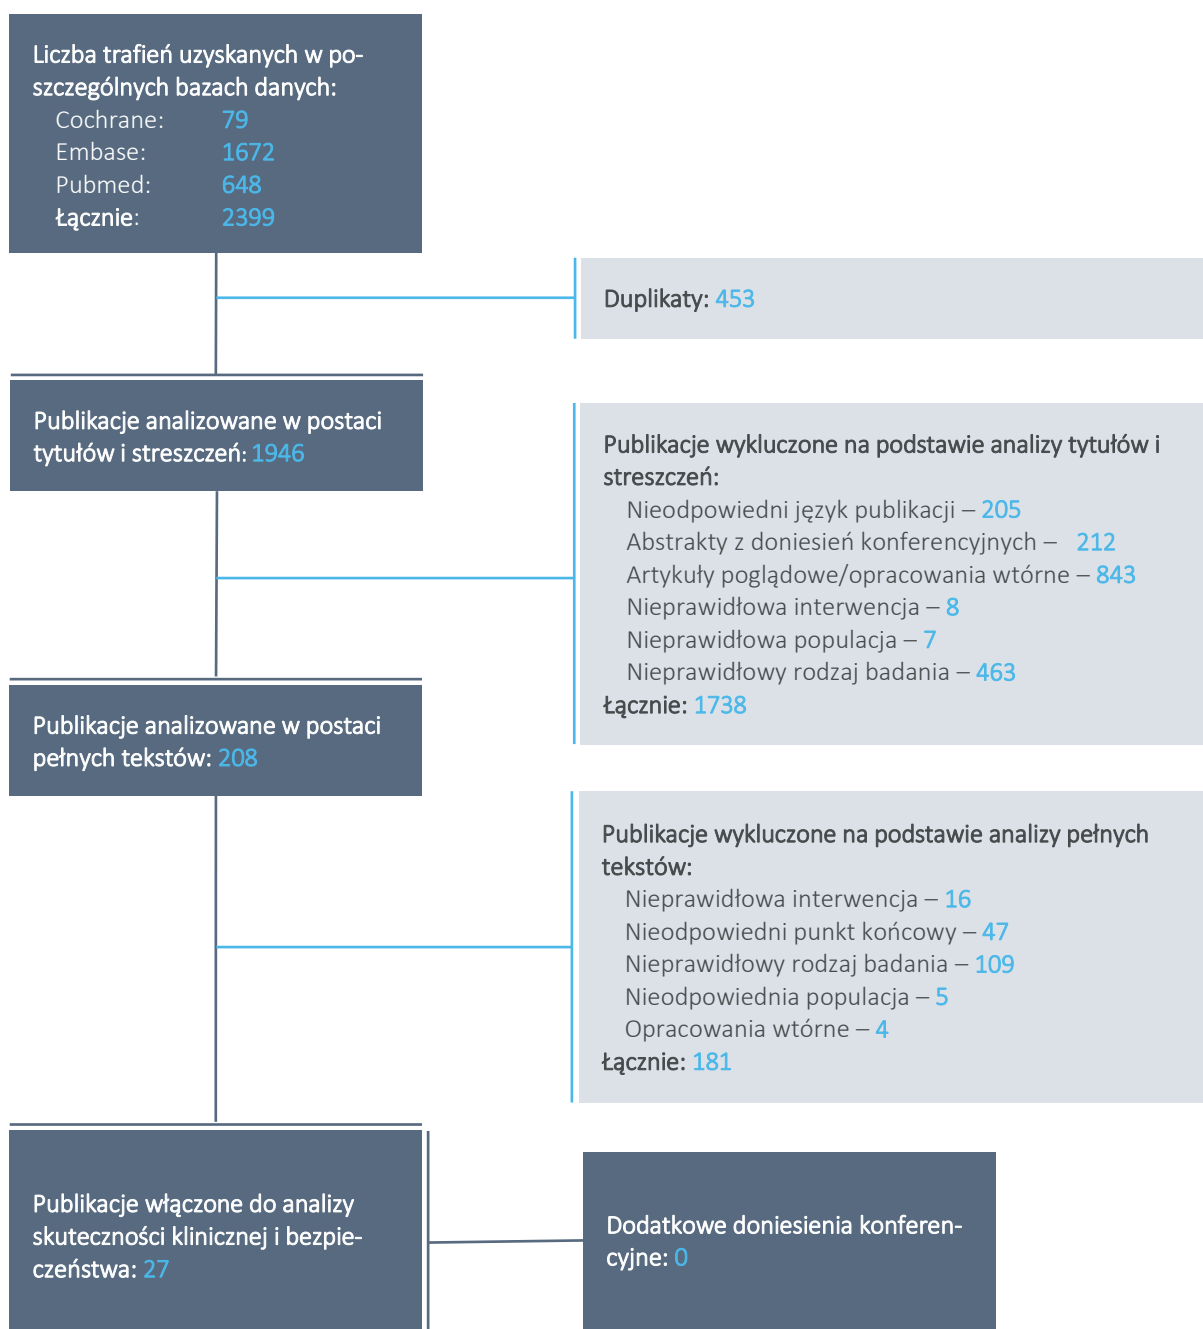 Liczba trafień uzyskanych w po-
szczególnych bazach danych:
Cochrane: 79
Embase: 1672
Pubmed: 648
Łącznie: 2399
Duplikaty: 453
Publikacje analizowane w postaci
tytułów i streszczeń: 1946
Publikacje wykluczone na podstawie analizy tytułów i
streszczeń:
Nieodpowiedni język publikacji – 205
Abstrakty z doniesień konferencyjnych – 212
Artykuły poglądowe/opracowania wtórne – 843
Nieprawidłowa interwencja – 8
Nieprawidłowa populacja – 7
Nieprawidłowy rodzaj badania – 463
Łącznie: 1738
Publikacje analizowane w postaci
pełnych tekstów: 208
Publikacje wykluczone na podstawie analizy pełnych
tekstów:
Nieprawidłowa interwencja – 16
Nieodpowiedni punkt końcowy – 47
Nieprawidłowy rodzaj badania – 109
Nieodpowiednia populacja – 5
Opracowania wtórne – 4
Łącznie: 181
Publikacje włączone do analizy
skuteczności klinicznej i bezpie-
czeństwa: 27
Dodatkowe doniesienia konferen-
cyjne: 0